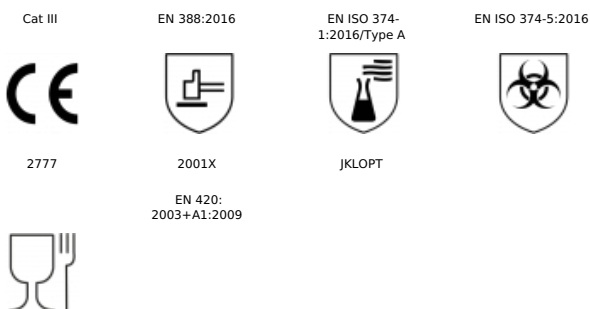 Cat III
EN 388:2016
EN ISO 374-
1:2016/Type A
EN ISO 374-5:2016
CE
2777
2001X
JKLOPT
EN 420:
2003+A1:2009